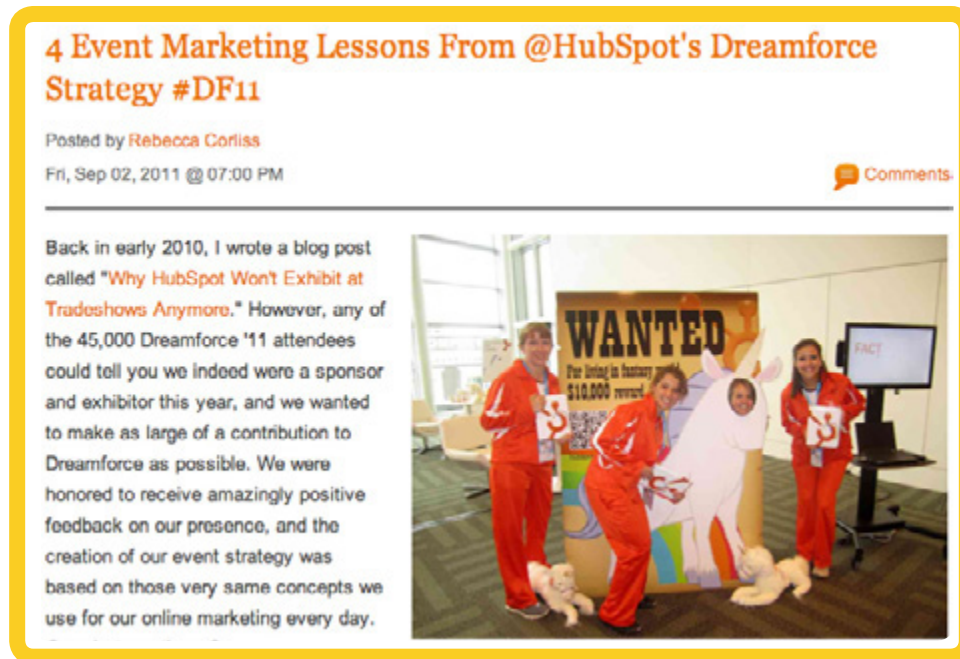 4 Event Marketing Lessons From @HubSpot's Dreamforce
Strategy #DF11
Posted by Rebecca Corliss
Fri, Sep 02, 2011 @ 07:00 PM
Comments
Back in early 2010, I wrote a blog post
called "Why HubSpot Won't Exhibit at
Tradeshows Anymore." However, any of
the 45,000 Dreamforce '11 attendees
could tell you we indeed were a sponsor
and exhibitor this year, and we wanted
to make as large of a contribution to
Dreamforce as possible. We were
honored to receive amazingly positive
feedback on our presence, and the
creation of our event strategy was
based on those very same concepts we
use for our online marketing every day.
WANTED
For living in fantasy
$10,000 reward
FACT